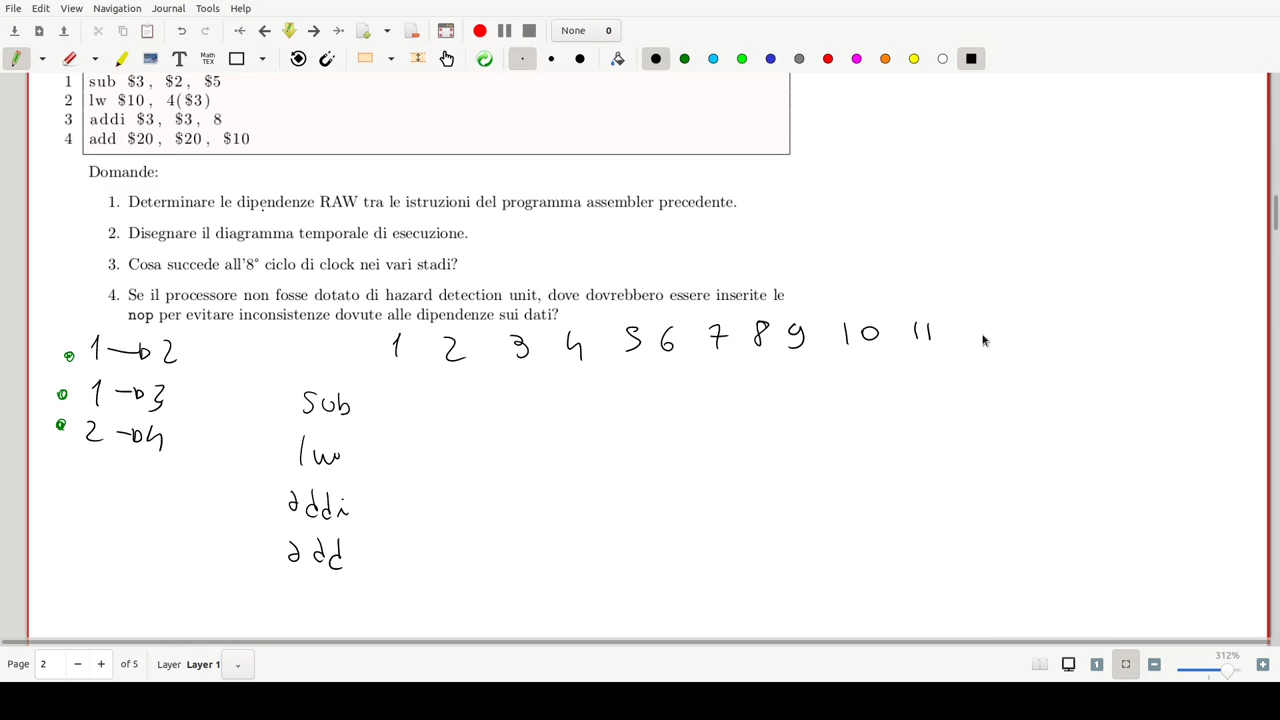 File Edit View Navigation Journal Tools Help
None 0
T Math TEX
1 sub $3, $2, $5
2 lw $10, 4($3)
3 addi $3, $3, 8
4 add $20, $20, $10
Domande:
1. Determinare le dipendenze RAW tra le istruzioni del programma assembler precedente.
2. Disegnare il diagramma temporale di esecuzione.
3. Cosa succede all'8° ciclo di clock nei vari stadi?
4. Se il processore non fosse dotato di hazard detection unit, dove dovrebbero essere inserite le
nop per evitare inconsistenze dovute alle dipendenze sui dati?
1 2 3 4 5 6 7 8 9 10 11
1 → 2
1 → 3
2 → 4
sub
lw
addi
add
Page 2 of 5 Layer Layer 1 312%